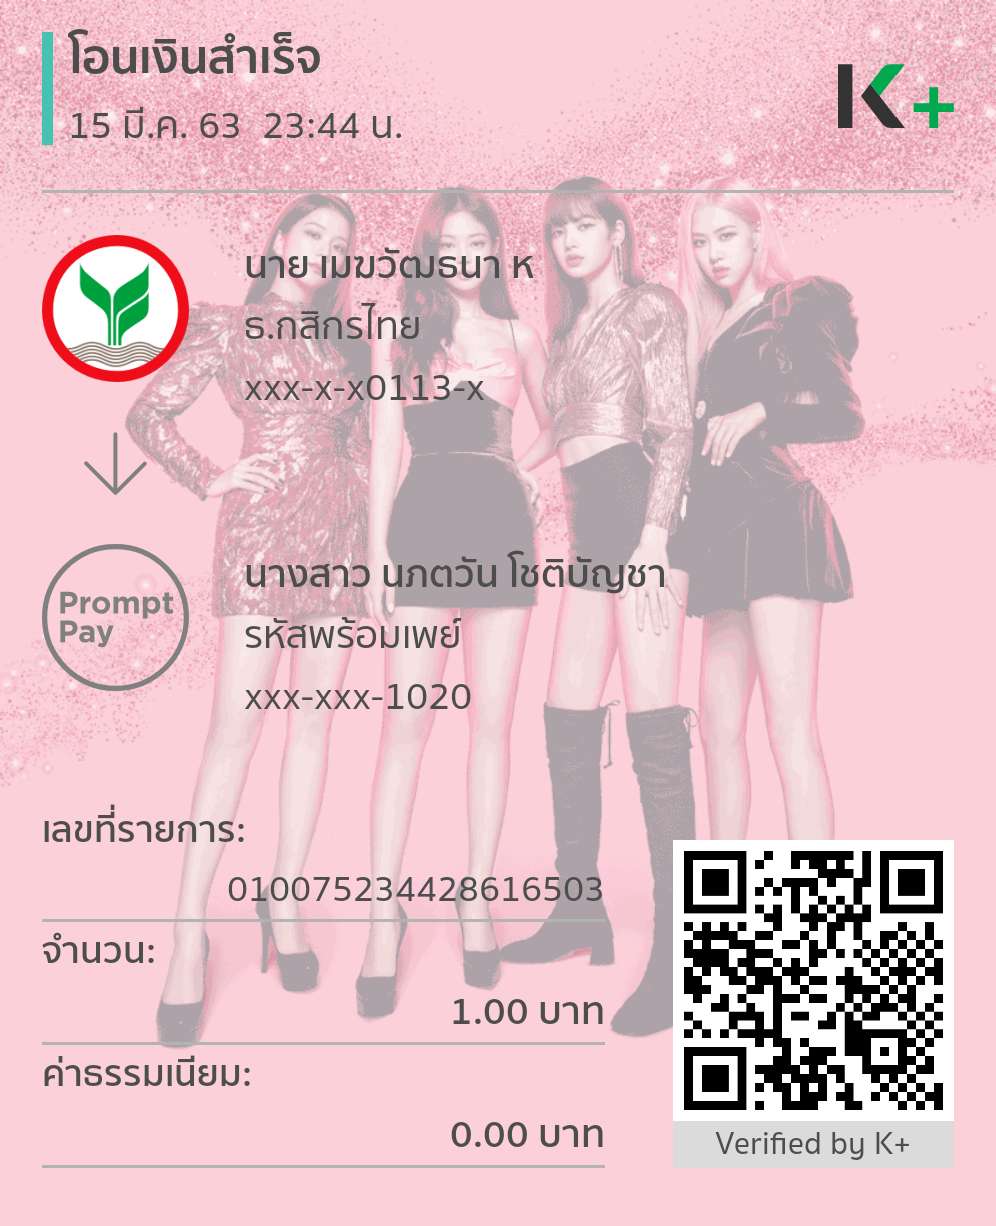 โอนเงินสำเร็จ
15 มี.ค. 63 23:44 น.
K+
นาย เมฆวัฒธนา ห
ธ.กสิกรไทย
xxx-x-x0113-x
Prompt
Pay
นางสาว นภตวัน โชติบัญชา
รหัสพร้อมเพย์
xxx-xxx-1020
เลขที่รายการ:
010075234428616503
จำนวน:
1.00 บาท
ค่าธรรมเนียม:
0.00 บาท
Verified by K+